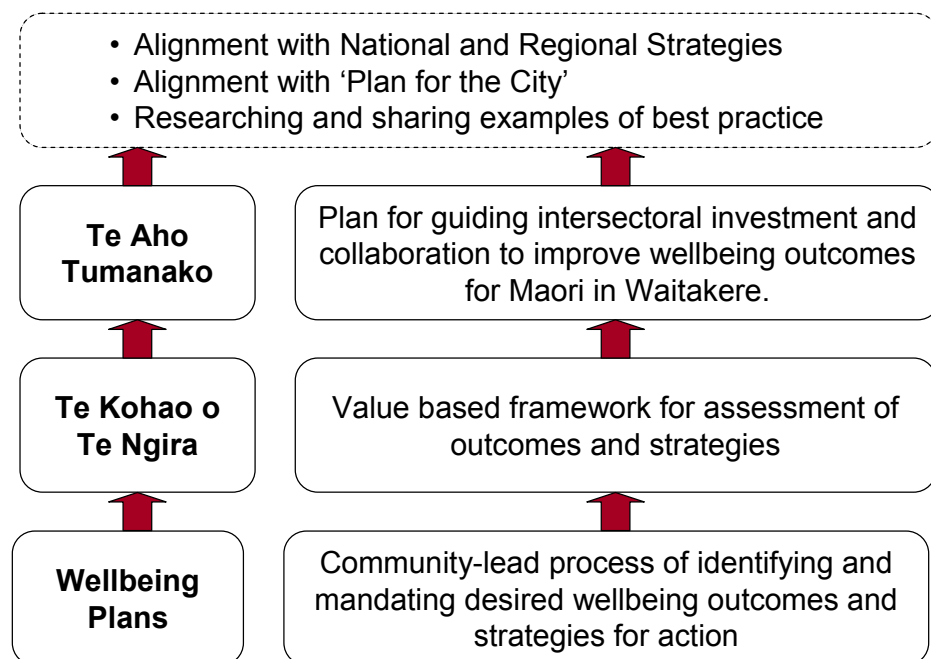 • Alignment with National and Regional Strategies
• Alignment with ‘Plan for the City’
• Researching and sharing examples of best practice
Te Aho
Tumanako
Plan for guiding intersectoral investment and
collaboration to improve wellbeing outcomes
for Maori in Waitakere.
Te Kohao o
Te Ngira
Value based framework for assessment of
outcomes and strategies
Wellbeing
Plans
Community-lead process of identifying and
mandating desired wellbeing outcomes and
strategies for action